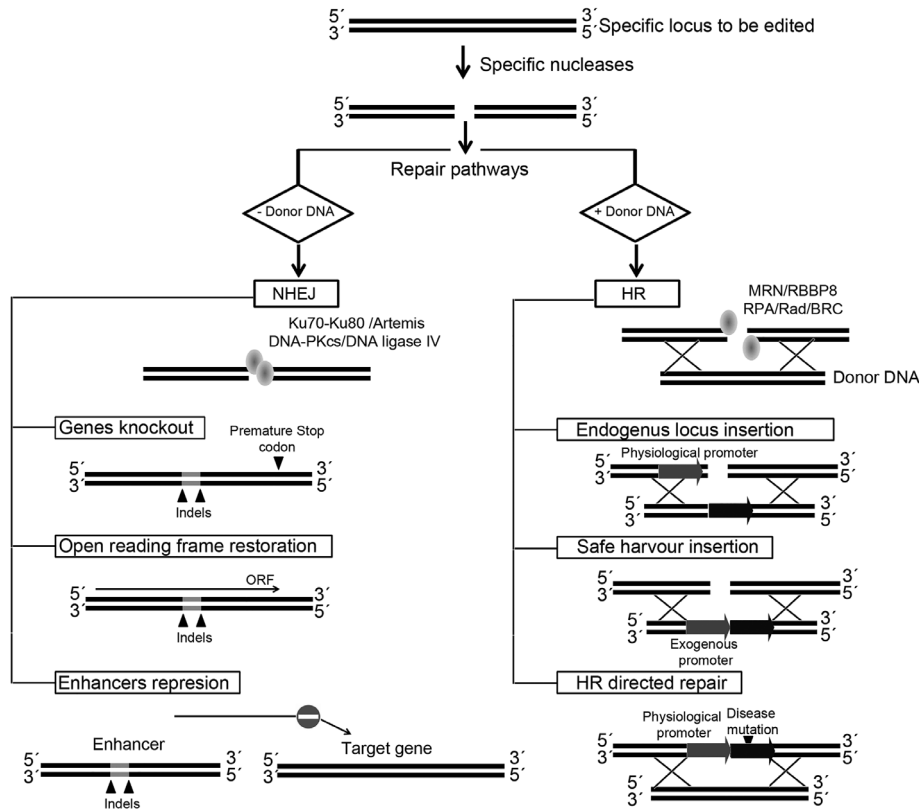 5´ 3´ Specific locus to be edited
3´ 5´
Specific nucleases
5´ 3´
3´ 5´
Repair pathways
- Donor DNA
+ Donor DNA
NHEJ
Ku70-Ku80 /Artemis
DNA-PKcs/DNA ligase IV
Genes knockout
Premature Stop
codon
5´ 3´
3´ 5´
Indels
Open reading frame restoration
ORF
5´ 3´
3´ 5´
Indels
Enhancers represion
Enhancer
5´ 3´
3´ 5´
Indels
Target gene
5´ 3´
3´ 5´
HR
MRN/RBBP8
RPA/Rad/BRC
Donor DNA
Endogenus locus insertion
Physiological promoter
5´ 3´
3´ 5´
5´ 3´
3´ 5´
Safe harvour insertion
5´ 3´
3´ 5´
5´ 3´
3´ 5´
Exogenous
promoter
HR directed repair
Physiological
promoter
Disease
mutation
5´ 3´
3´ 5´
5´ 3´
3´ 5´